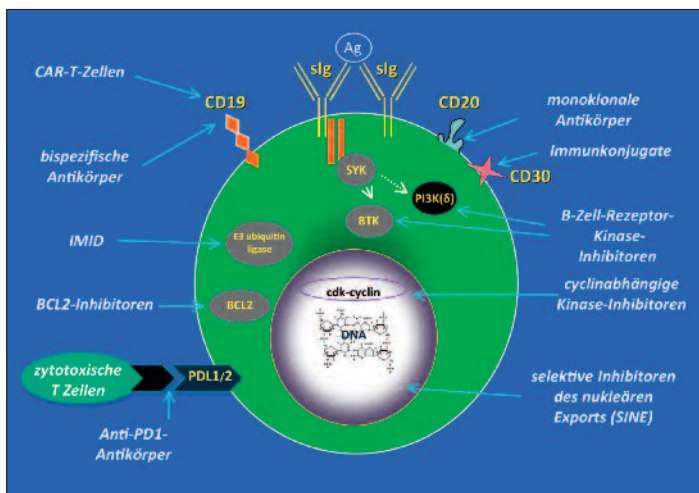 Ag
sIg
sIg
CAR-T-Zellen
CD19
CD20
monoklonale
Antikörper
bispezifische
Antikörper
Immunkonjugate
CD30
SYK
PI3K(δ)
BTK
B-Zell-Rezeptor-
Kinase-
Inhibitoren
IMID
E3 ubiquitin
ligase
BCL2-Inhibitoren
BCL2
cdk-cyclin
cyclinabhängige
Kinase-Inhibitoren
DNA
zytotoxische
T Zellen
PDL1/2
Anti-PD1-
Antikörper
selektive Inhibitoren
des nukleären
Exports (SINE)